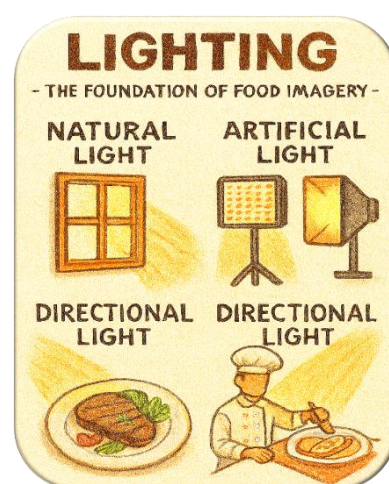 LIGHTING
- THE FOUNDATION OF FOOD IMAGERY -
NATURAL
LIGHT
ARTIFICIAL
LIGHT
DIRECTIONAL
LIGHT
DIRECTIONAL
LIGHT